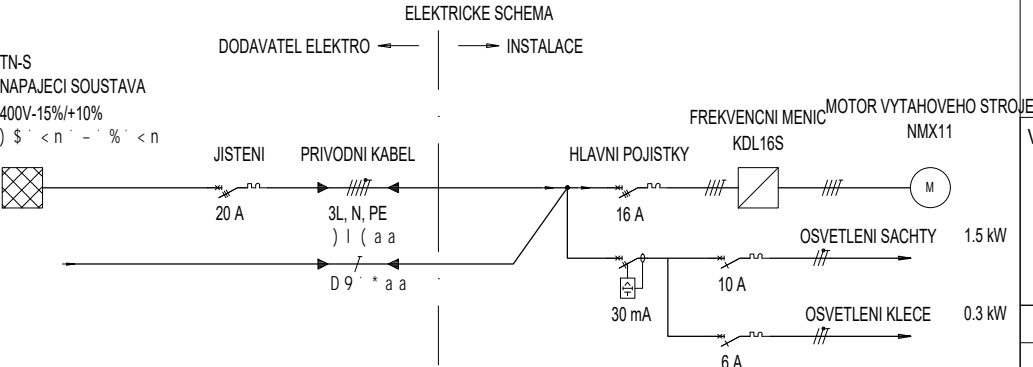 ELEKTRICKE SCHEMA
DODAVATEL ELEKTRO
INSTALACE
TN-S
NAPAJECI SOUSTAVA
400V-15%/+10%
) $ ˙ < n ˙ – ˙ % ˙ < n
JISTENI
20 A
PRIVODNI KABEL
3L, N, PE
) l ( a a
D 9 ˙ * a a
HLAVNI POJISTKY
16 A
FREKVENCNI MENIC
KDL16S
MOTOR VYTAHOVEHO STROJE
NMX11
M
30 mA
OSVETLENI SACHTY
1.5 kW
10 A
OSVETLENI KLECE
0.3 kW
6 A